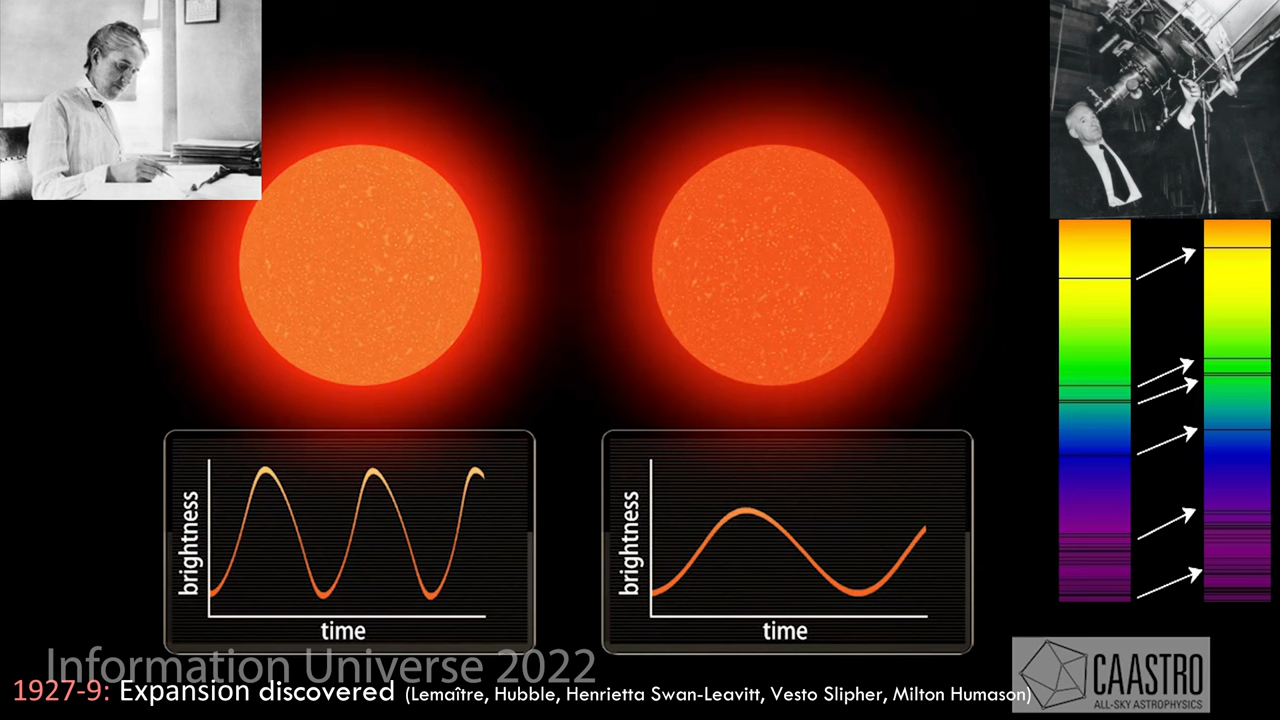 brightness
time
brightness
time
Information Universe 2022
1927-9: Expansion discovered (Lemaître, Hubble, Henrietta Swan-Leavitt, Vesto Slipher, Milton Humason)
CAASTRO
ALL-SKY ASTROPHYSICS